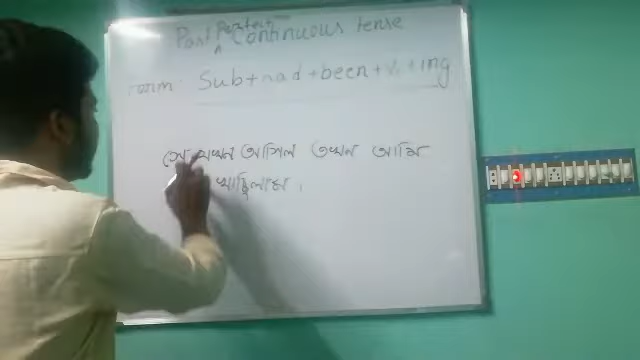 Past Perfect Continuous tense
Form: Sub + had + been + v₁ + ing
সে যখন আসিল তখন আমি
খাচ্ছিলাম।